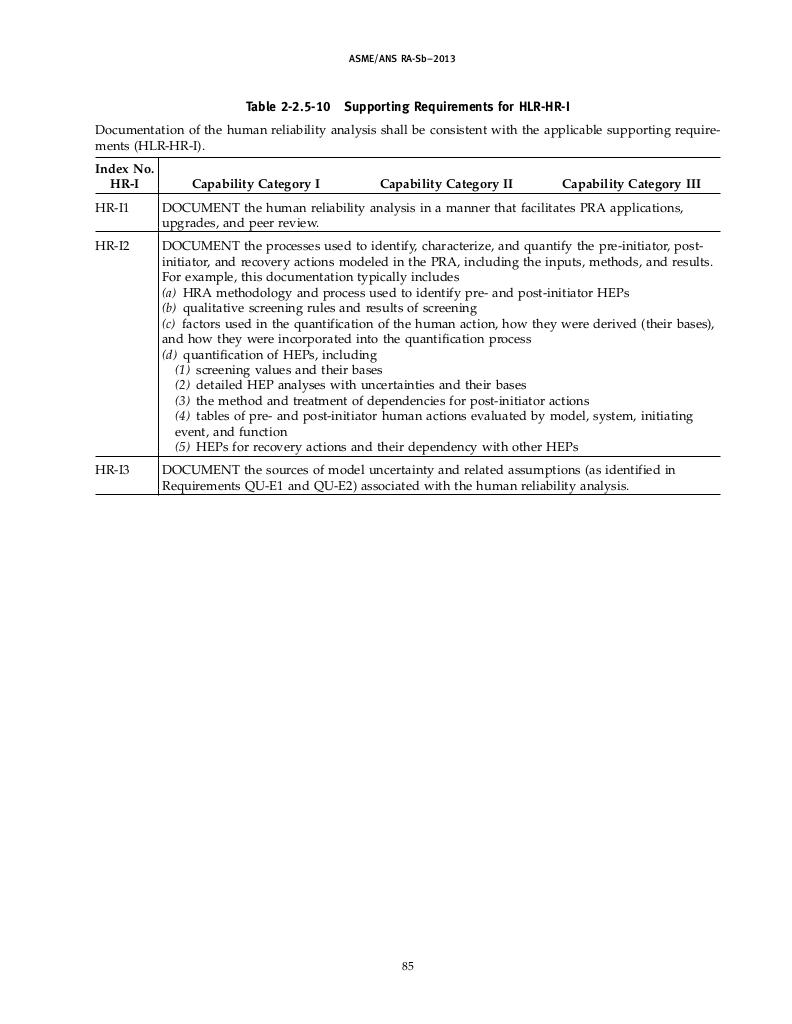 ASME/ANS RA-Sb–2013
Table 2-2.5-10 Supporting Requirements for HLR-HR-I
Documentation of the human reliability analysis shall be consistent with the applicable supporting require-
ments (HLR-HR-I).
Index No.
HR-I Capability Category I Capability Category II Capability Category III
HR-I1 DOCUMENT the human reliability analysis in a manner that facilitates PRA applications,
upgrades, and peer review.
HR-I2 DOCUMENT the processes used to identify, characterize, and quantify the pre-initiator, post-
initiator, and recovery actions modeled in the PRA, including the inputs, methods, and results.
For example, this documentation typically includes
(a) HRA methodology and process used to identify pre- and post-initiator HEPs
(b) qualitative screening rules and results of screening
(c) factors used in the quantification of the human action, how they were derived (their bases),
and how they were incorporated into the quantification process
(d) quantification of HEPs, including
(1) screening values and their bases
(2) detailed HEP analyses with uncertainties and their bases
(3) the method and treatment of dependencies for post-initiator actions
(4) tables of pre- and post-initiator human actions evaluated by model, system, initiating
event, and function
(5) HEPs for recovery actions and their dependency with other HEPs
HR-I3 DOCUMENT the sources of model uncertainty and related assumptions (as identified in
Requirements QU-E1 and QU-E2) associated with the human reliability analysis.
85